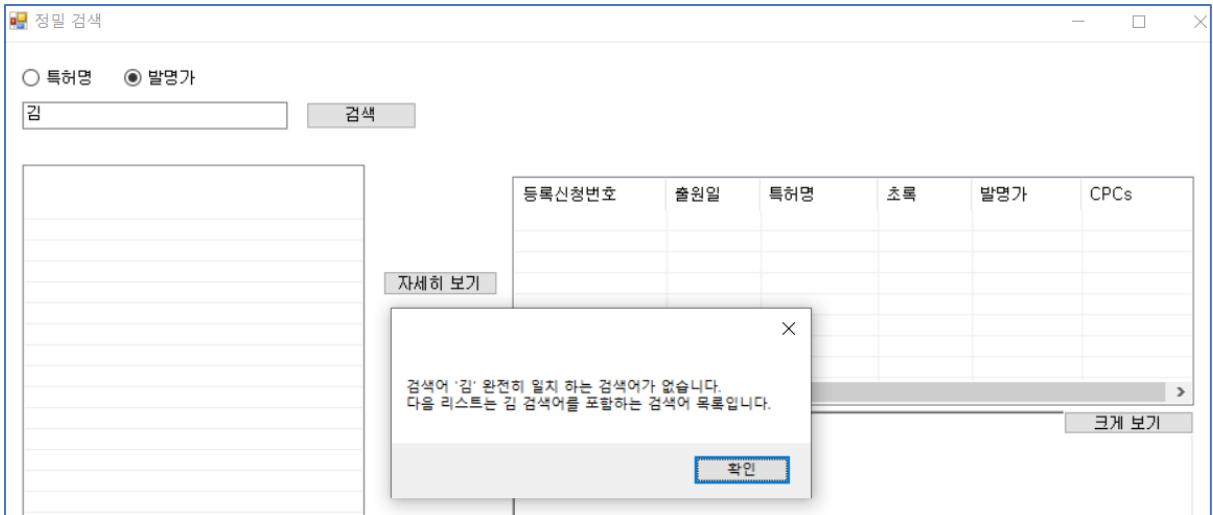 정밀 검색
특허명 발명가
김 검색
등록신청번호 출원일 특허명 초록 발명가 CPCs
자세히 보기
검색어 '김' 완전히 일치 하는 검색어가 없습니다.
다음 리스트는 김 검색어를 포함하는 검색어 목록입니다.
크게 보기
확인